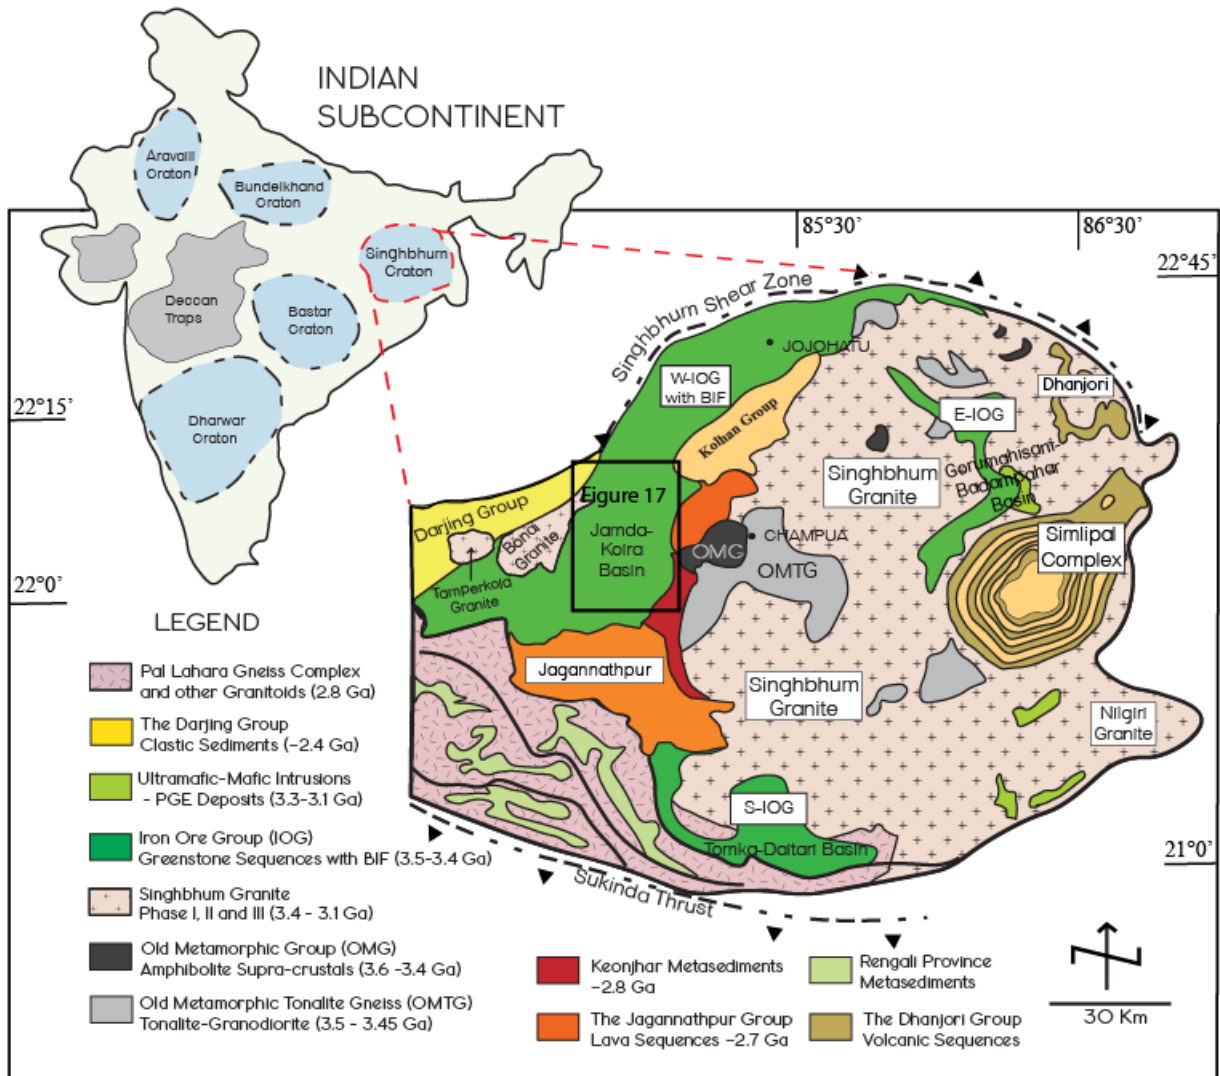 INDIAN
SUBCONTINENT
Aravalli
Craton
Bundelkhand
Craton
Singhbhum
Craton
Deccan
Traps
Bastar
Craton
Dharwar
Craton
85°30'
86°30'
22°45'
22°15'
22°0'
21°0'
Singhbhum Shear Zone
JOJOHATU
W-IOG
with BIF
Kolhan Group
Dhanjori
E-IOG
Gorumahisani-
Badampahar
Basin
Singhbhum
Granite
Figure 17
Jamda-
Koira
Basin
Darjing Group
Bonai
Granite
Tamperkola
Granite
OMG
CHAMPUA
OMTG
Simlipal
Complex
Jagannathpur
Singhbhum
Granite
Nilgiri
Granite
S-IOG
Tomka-Daitari Basin
Sukinda Thrust
LEGEND
Pal Lahara Gneiss Complex
and other Granitoids (2.8 Ga)
The Darjing Group
Clastic Sediments (~2.4 Ga)
Ultramafic-Mafic Intrusions
- PGE Deposits (3.3-3.1 Ga)
Iron Ore Group (IOG)
Greenstone Sequences with BIF (3.5-3.4 Ga)
Singhbhum Granite
Phase I, II and III (3.4 - 3.1 Ga)
Old Metamorphic Group (OMG)
Amphibolite Supra-crustals (3.6 -3.4 Ga)
Old Metamorphic Tonalite Gneiss (OMTG)
Tonalite-Granodiorite (3.5 - 3.45 Ga)
Keonjhar Metasediments
~2.8 Ga
The Jagannathpur Group
Lava Sequences ~2.7 Ga
Rengali Province
Metasediments
The Dhanjori Group
Volcanic Sequences
30 Km